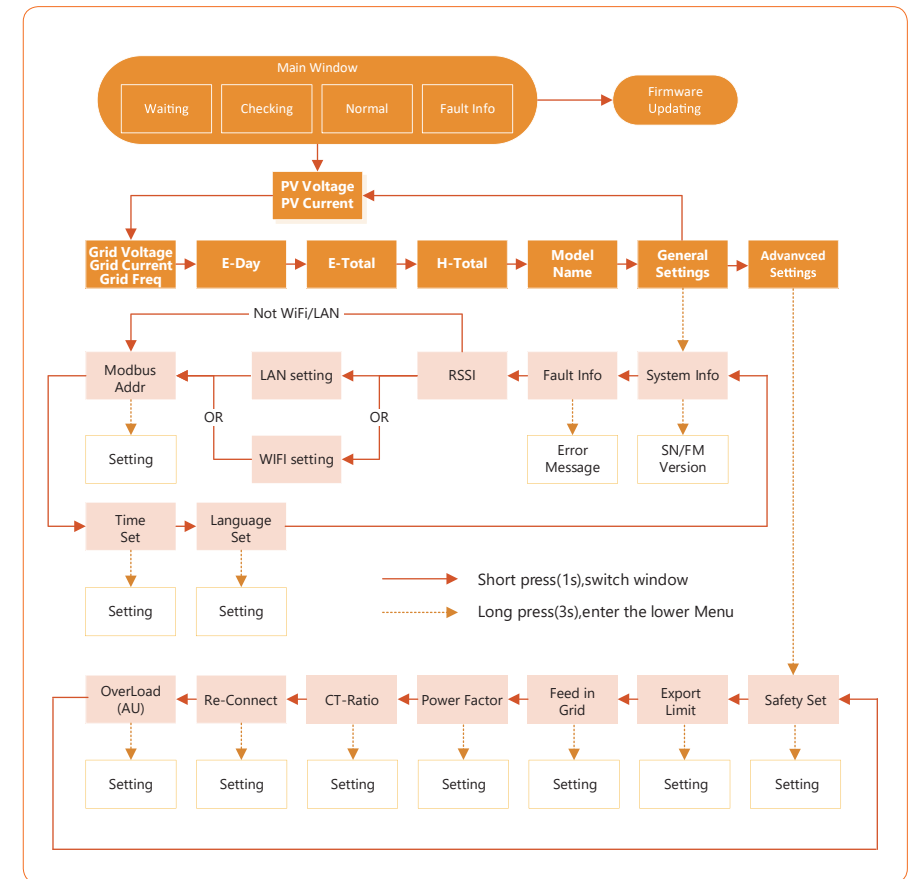 Main Window
Waiting
Checking
Normal
Fault Info
Firmware
Updating
PV Voltage
PV Current
Grid Voltage
Grid Current
Grid Freq
E-Day
E-Total
H-Total
Model
Name
General
Settings
Advanvced
Settings
Not WiFi/LAN
Modbus
Addr
LAN setting
RSSI
Fault Info
System Info
OR
OR
Setting
WIFI setting
Error
Message
SN/FM
Version
Time
Set
Language
Set
Setting
Setting
Short press(1s),switch window
Long press(3s),enter the lower Menu
OverLoad
(AU)
Re-Connect
CT-Ratio
Power Factor
Feed in
Grid
Export
Limit
Safety Set
Setting
Setting
Setting
Setting
Setting
Setting
Setting